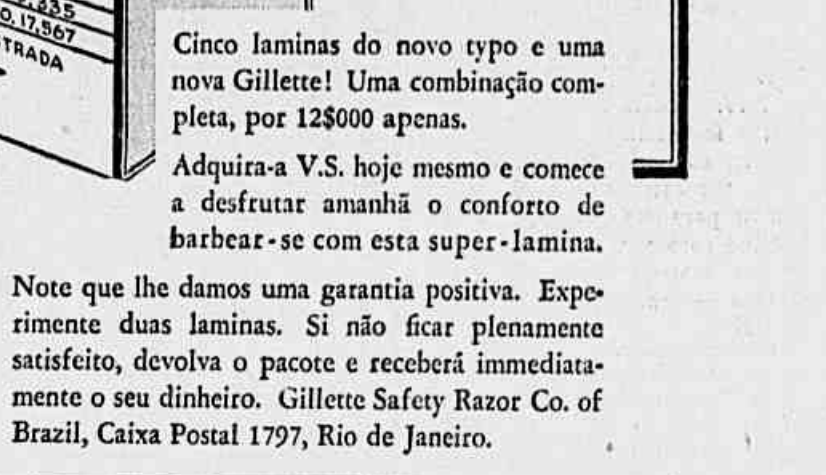 17,567
TRADA
Cinco laminas do novo typo e uma
nova Gillette! Uma combinação com-
pleta, por 12$000 apenas.
Adquira-a V.S. hoje mesmo e comece
a desfrutar amanhã o conforto de
barbear-se com esta super-lamina.
Note que lhe damos uma garantia positiva. Expe-
rimente duas laminas. Si não ficar plenamente
satisfeito, devolva o pacote e receberá immediata-
mente o seu dinheiro. Gillette Safety Razor Co. of
Brazil, Caixa Postal 1797, Rio de Janeiro.